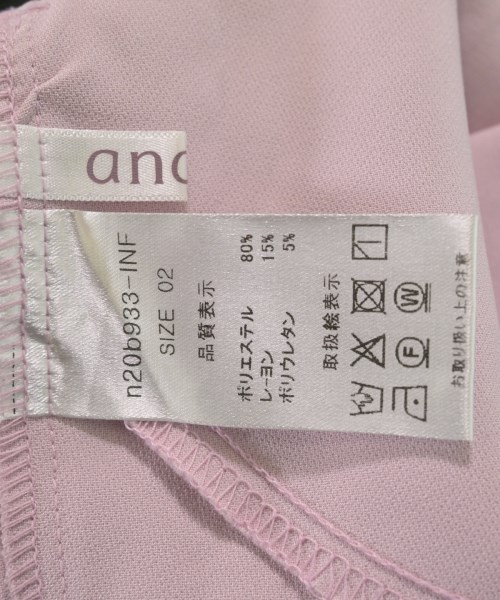 and
n20b933-INF
SIZE 02
品質表示
ポリエステル 80%
レーヨン 15%
ポリウレタン 5%
取扱絵表示
W
F
お取り扱い上の注意